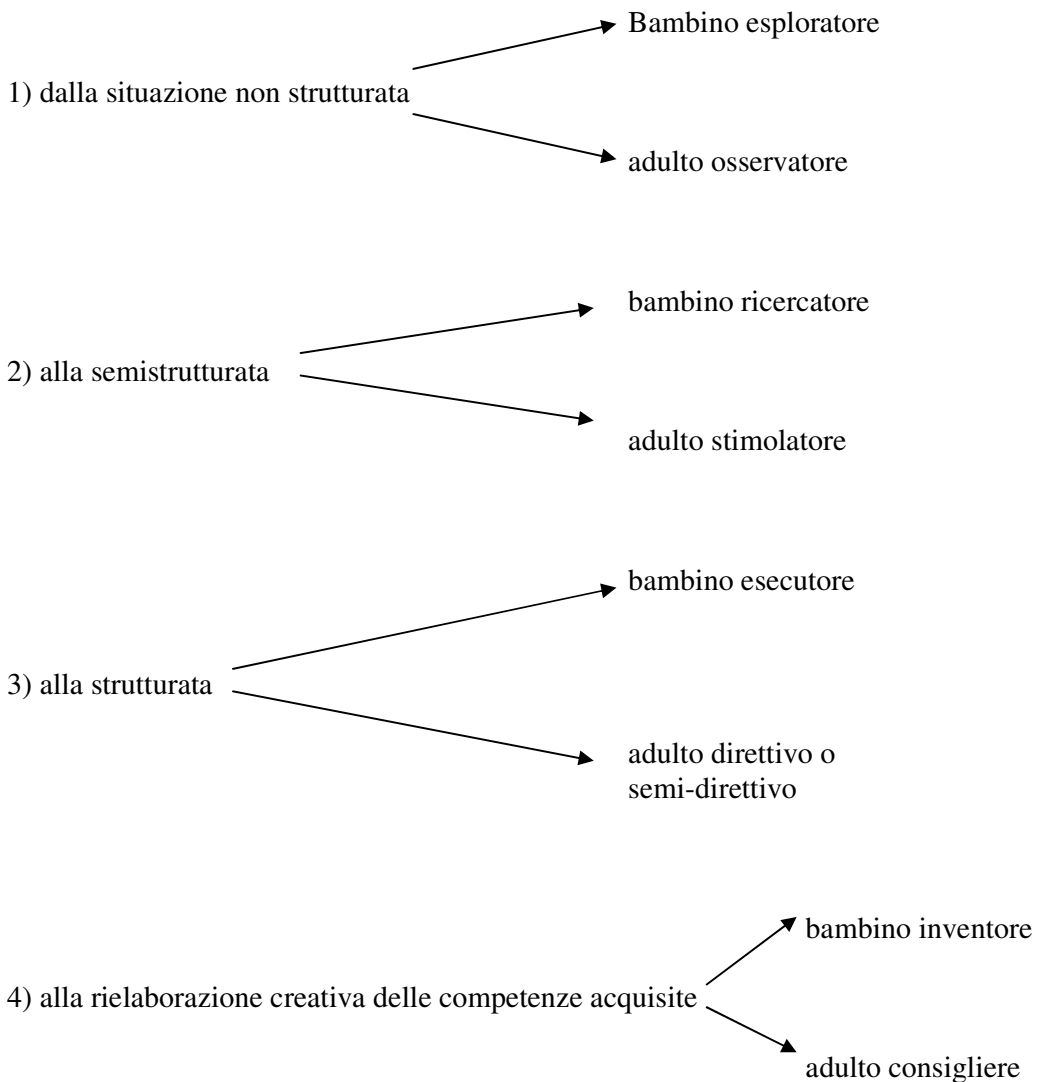 Bambino esploratore
1) dalla situazione non strutturata
adulto osservatore
bambino ricercatore
2) alla semistrutturata
adulto stimolatore
bambino esecutore
3) alla strutturata
adulto direttivo o
semi-direttivo
bambino inventore
4) alla rielaborazione creativa delle competenze acquisite
adulto consigliere